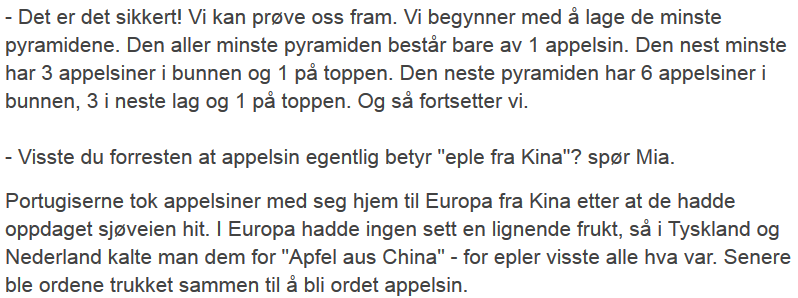 - Det er det sikkert! Vi kan prøve oss fram. Vi begynner med å lage de minste
pyramidene. Den aller minste pyramiden består bare av 1 appelsin. Den nest minste
har 3 appelsiner i bunnen og 1 på toppen. Den neste pyramiden har 6 appelsiner i
bunnen, 3 i neste lag og 1 på toppen. Og så fortsetter vi.
- Visste du forresten at appelsin egentlig betyr "eple fra Kina"? spør Mia.
Portugiserne tok appelsiner med seg hjem til Europa fra Kina etter at de hadde
oppdaget sjøveien hit. I Europa hadde ingen sett en lignende frukt, så i Tyskland og
Nederland kalte man dem for "Apfel aus China" - for epler visste alle hva var. Senere
ble ordene trukket sammen til å bli ordet appelsin.